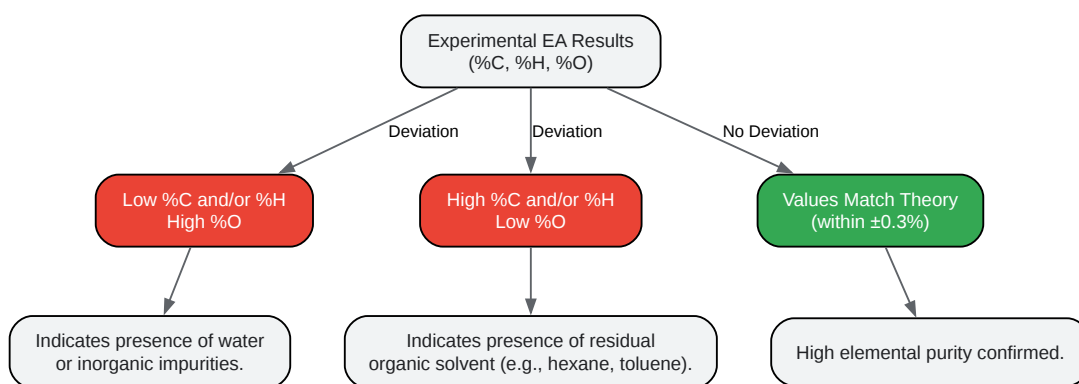 Experimental EA Results
(%C, %H, %O)
Deviation
Deviation
No Deviation
Low %C and/or %H
High %O
High %C and/or %H
Low %O
Values Match Theory
(within ±0.3%)
Indicates presence of water
or inorganic impurities.
Indicates presence of residual
organic solvent (e.g., hexane, toluene).
High elemental purity confirmed.